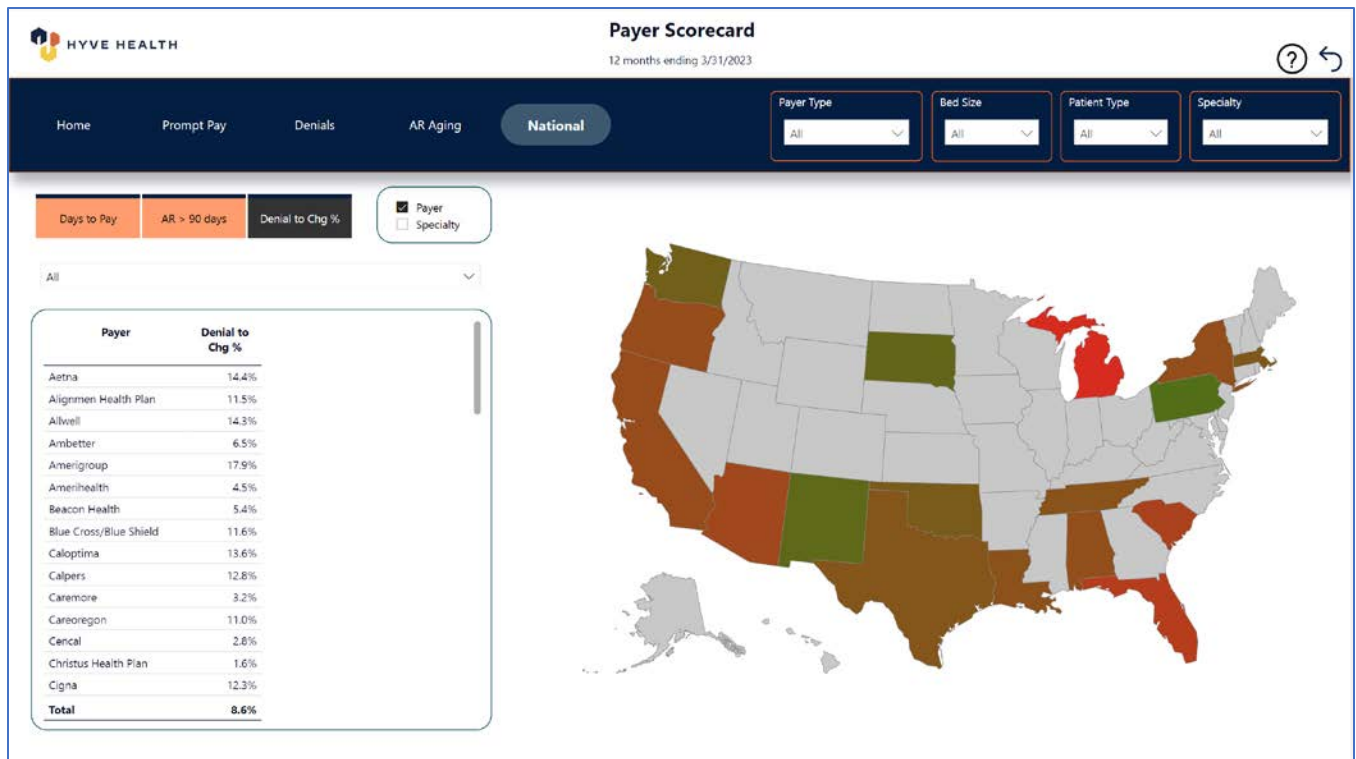 HYVE HEALTH
Payer Scorecard
12 months ending 3/31/2023
?
Home Prompt Pay Denials AR Aging National
Payer Type Bed Size Patient Type Specialty
All All All All
Days to Pay AR > 90 days Denial to Chg %
Payer
Specialty
All
Payer Denial to
Chg %
Aetna 14.4%
Alignmen Health Plan 11.5%
Allwell 14.3%
Ambetter 6.5%
Amerigroup 17.9%
Amerihealth 4.5%
Beacon Health 5.4%
Blue Cross/Blue Shield 11.6%
Caloptima 13.6%
Calpers 12.8%
Caremore 3.2%
Careoregon 11.0%
Cencal 2.8%
Christus Health Plan 1.6%
Cigna 12.3%
Total 8.6%